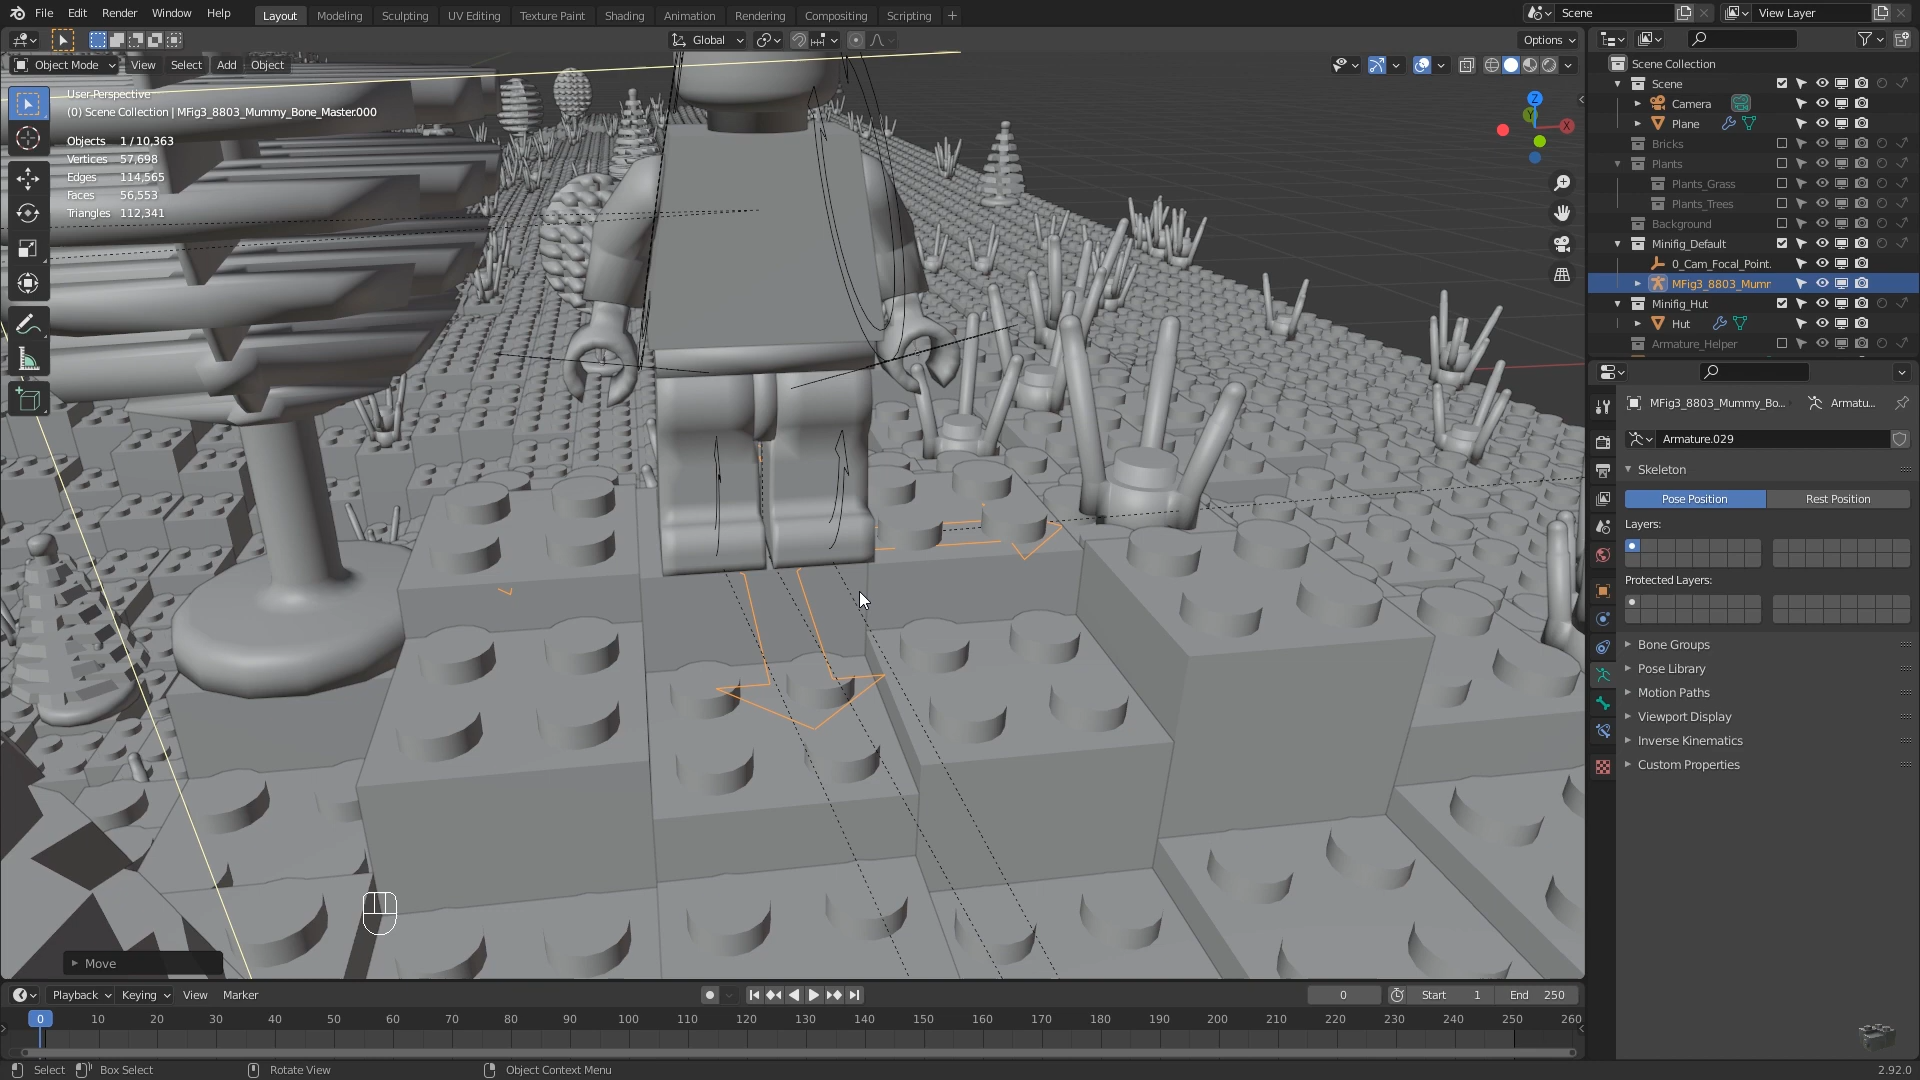 File Edit Render Window Help Layout Modeling Sculpting UV Editing Texture Paint Shading Animation Rendering Compositing Scripting + Scene View Layer
Global Options
Object Mode View Select Add Object
User Perspective
(0) Scene Collection | MFig3_8803_Mummy_Bone_Master.000
Objects 1 / 10,363
Vertices 57,698
Edges 114,565
Faces 56,553
Triangles 112,341
Z
Y
X
Scene Collection
Scene
Camera
Plane
Bricks
Plants
Plants_Grass
Plants_Trees
Background
Minifig_Default
0_Cam_Focal_Point.
MFig3_8803_Mumr
Minifig_Hut
Hut
Armature_Helper
MFig3_8803_Mummy_Bo... Armatu...
Armature.029
Skeleton
Pose Position Rest Position
Layers:
Protected Layers:
Bone Groups
Pose Library
Motion Paths
Viewport Display
Inverse Kinematics
Custom Properties
Move
Playback Keying View Marker 0 Start 1 End 250
0 10 20 30 40 50 60 70 80 90 100 110 120 130 140 150 160 170 180 190 200 210 220 230 240 250 260
Select Box Select Rotate View Object Context Menu 2.92.0